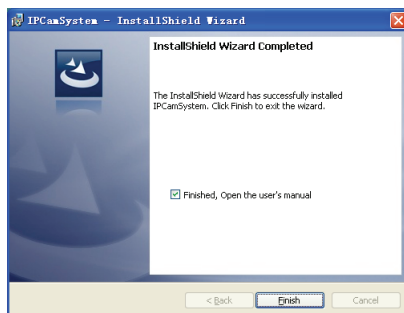 IPCamSystem - InstallShield Wizard
InstallShield Wizard Completed
The InstallShield Wizard has successfully installed
IPCamSystem. Click Finish to exit the wizard.
Finished, Open the user's manual
< Back
Finish
Cancel